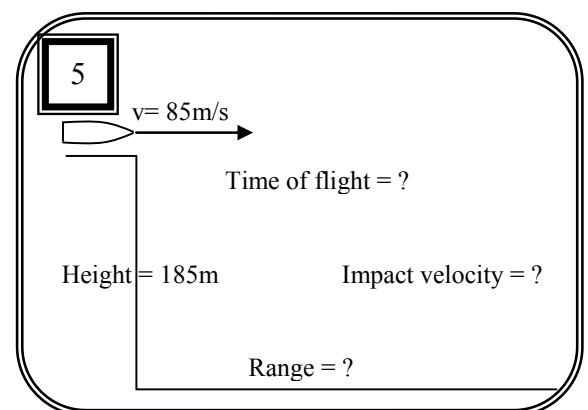 5
v= 85m/s
Time of flight = ?
Height = 185m
Impact velocity = ?
Range = ?